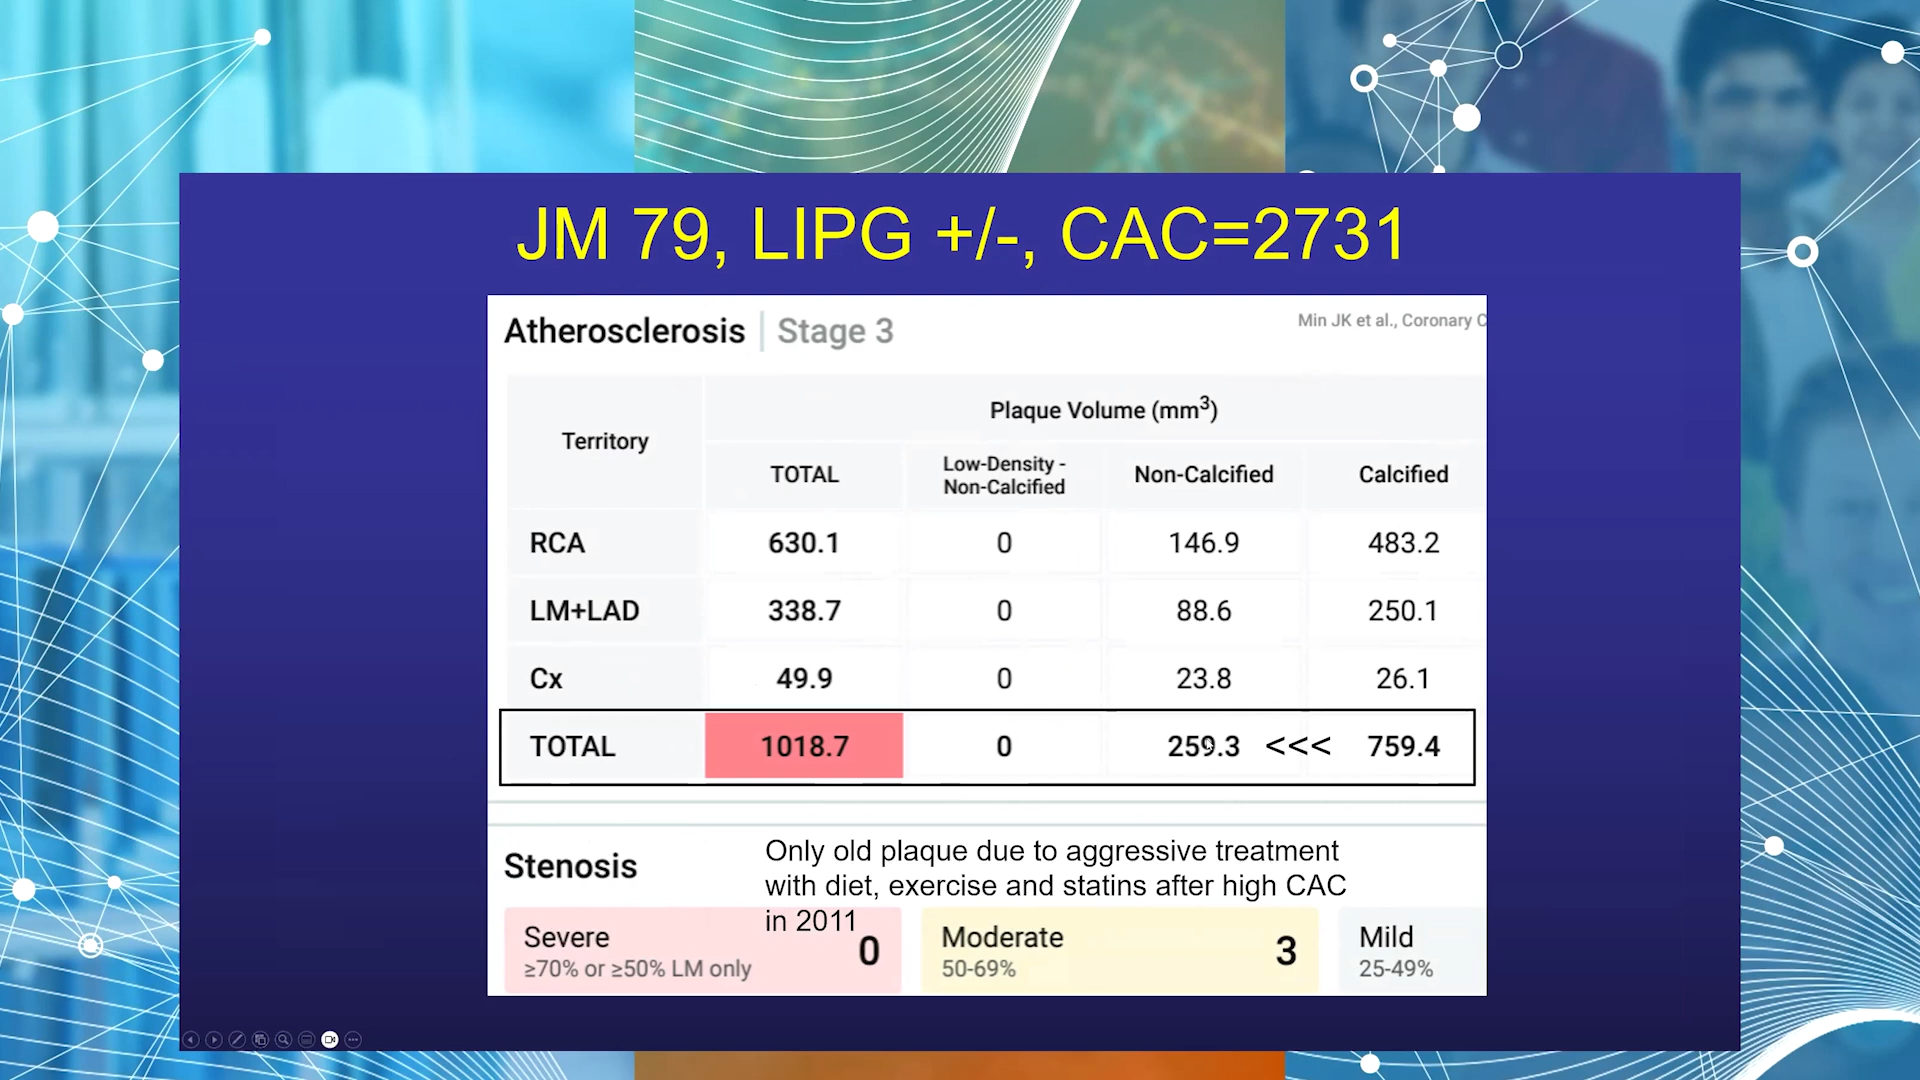 JM 79, LIPG +/-, CAC=2731
Atherosclerosis | Stage 3
Min JK et al., Coronary C
Territory
Plaque Volume (mm³)
TOTAL
Low-Density -
Non-Calcified
Non-Calcified
Calcified
RCA 630.1 0 146.9 483.2
LM+LAD 338.7 0 88.6 250.1
Cx 49.9 0 23.8 26.1
TOTAL 1018.7 0 259.3 <<< 759.4
Stenosis
Only old plaque due to aggressive treatment
with diet, exercise and statins after high CAC
in 2011
Severe
≥70% or ≥50% LM only
0
Moderate
50-69%
3
Mild
25-49%